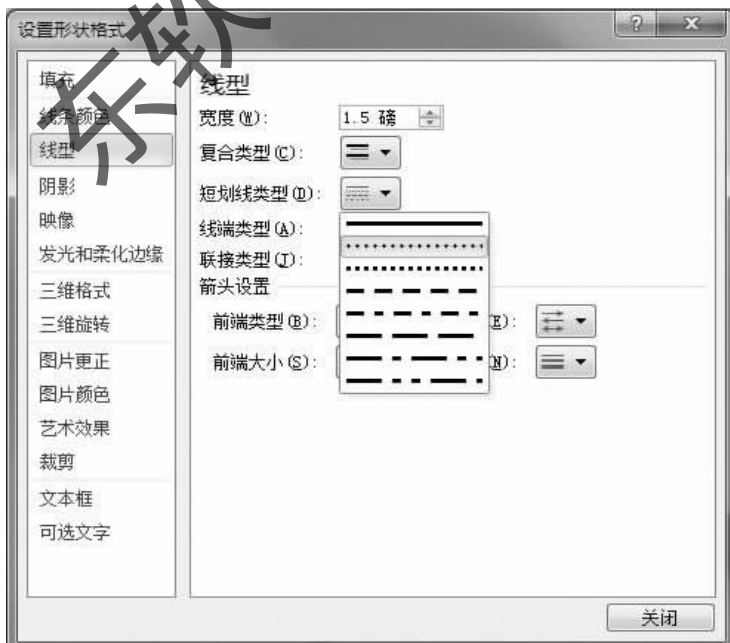 设置形状格式
东软
填充
线条颜色
线型
阴影
映像
发光和柔化边缘
三维格式
三维旋转
图片更正
图片颜色
艺术效果
裁剪
文本框
可选文字
线型
宽度(W): 1.5 磅
复合类型(C):
短划线类型(D):
线端类型(A):
联接类型(J):
箭头设置
前端类型(B): (E):
前端大小(S): (N):
关闭